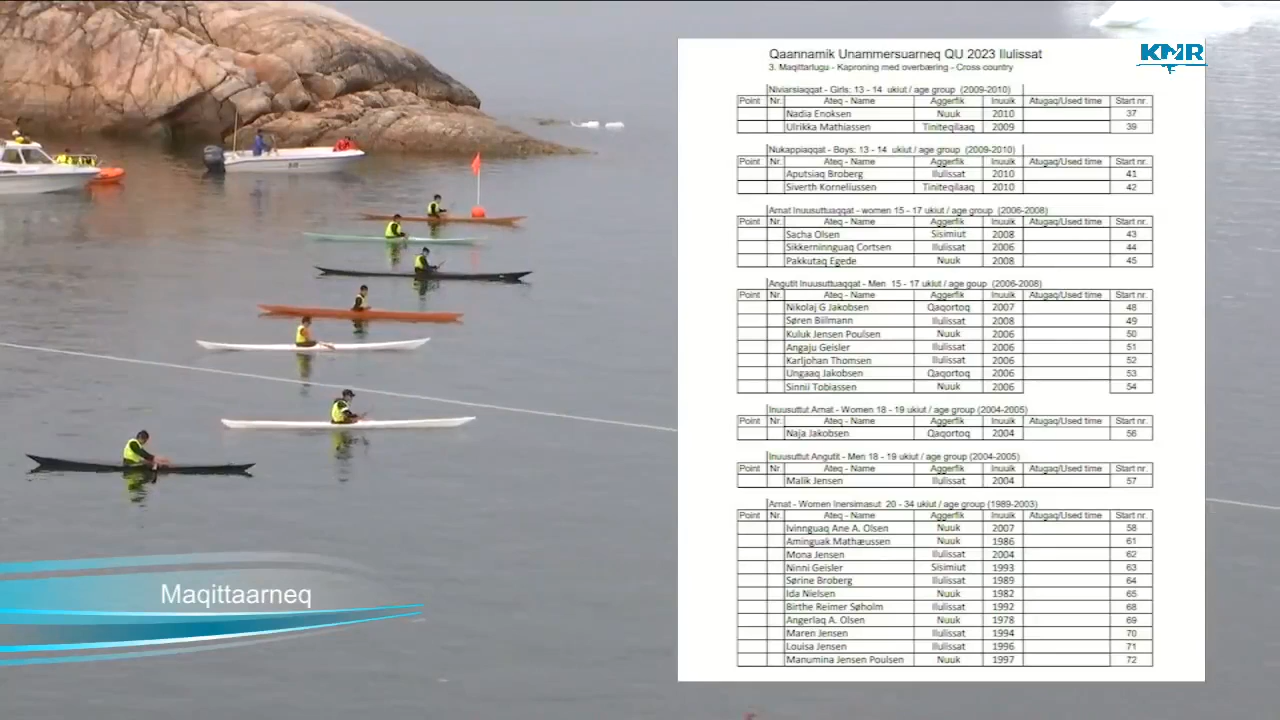 KNR
Qaannamik Unammersuarneq QU 2023 Ilulissat
3. Maqittarlugu - Kaproning med overbæring - Cross country
Niviarsiaqqat - Girls: 13 - 14 ukiut / age group (2009-2010)
Point Nr. Ateq - Name Aggerfik Inuuik Atugaq/Used time Start nr.
Nadia Enoksen Nuuk 2010 37
Ulrikka Mathiassen Tiniteqilaaq 2009 39
Nukappiaqqat - Boys: 13 - 14 ukiut / age group (2009-2010)
Point Nr. Ateq - Name Aggerfik Inuuik Atugaq/Used time Start nr.
Aputsiaq Broberg Ilulissat 2010 41
Siverth Korneliussen Tiniteqilaaq 2010 42
Arnat Inuusuttuaqqat - women 15 - 17 ukiut / age group (2006-2008)
Point Nr. Ateq - Name Aggerfik Inuuik Atugaq/Used time Start nr.
Sacha Olsen Sisimiut 2008 43
Sikkerninnguaq Cortsen Ilulissat 2006 44
Pakkutaq Egede Nuuk 2008 45
Angutit Inuusuttuaqqat - Men 15 - 17 ukiut / age goup (2006-2008)
Point Nr. Ateq - Name Aggerfik Inuuik Atugaq/Used time Start nr.
Nikolaj G Jakobsen Qaqortoq 2007 48
Søren Biilmann Ilulissat 2008 49
Kuluk Jensen Poulsen Nuuk 2006 50
Angaju Geisler Ilulissat 2006 51
Karljohan Thomsen Ilulissat 2006 52
Ungaaq Jakobsen Qaqortoq 2006 53
Sinnii Tobiassen Nuuk 2006 54
Inuusuttut Arnat - Women 18 - 19 ukiut / age group (2004-2005)
Point Nr. Ateq - Name Aggerfik Inuuik Atugaq/Used time Start nr.
Naja Jakobsen Qaqortoq 2004 56
Inuusuttut Angutit - Men 18 - 19 ukiut / age group (2004-2005)
Point Nr. Ateq - Name Aggerfik Inuuik Atugaq/Used time Start nr.
Malik Jensen Ilulissat 2004 57
Arnat - Women Inersimasut 20 - 34 ukiut / age group (1989-2003)
Point Nr. Ateq - Name Aggerfik Inuuik Atugaq/Used time Start nr.
Ivinnguaq Ane A. Olsen Nuuk 2007 58
Aminguak Mathæussen Nuuk 1986 61
Mona Jensen Ilulissat 2004 62
Ninni Geisler Sisimiut 1993 63
Sørine Broberg Ilulissat 1989 64
Ida Nielsen Nuuk 1982 65
Birthe Reimer Søholm Ilulissat 1992 68
Angerlaq A. Olsen Nuuk 1978 69
Maren Jensen Ilulissat 1994 70
Louisa Jensen Ilulissat 1996 71
Manumina Jensen Poulsen Nuuk 1997 72
Maqittaarneq